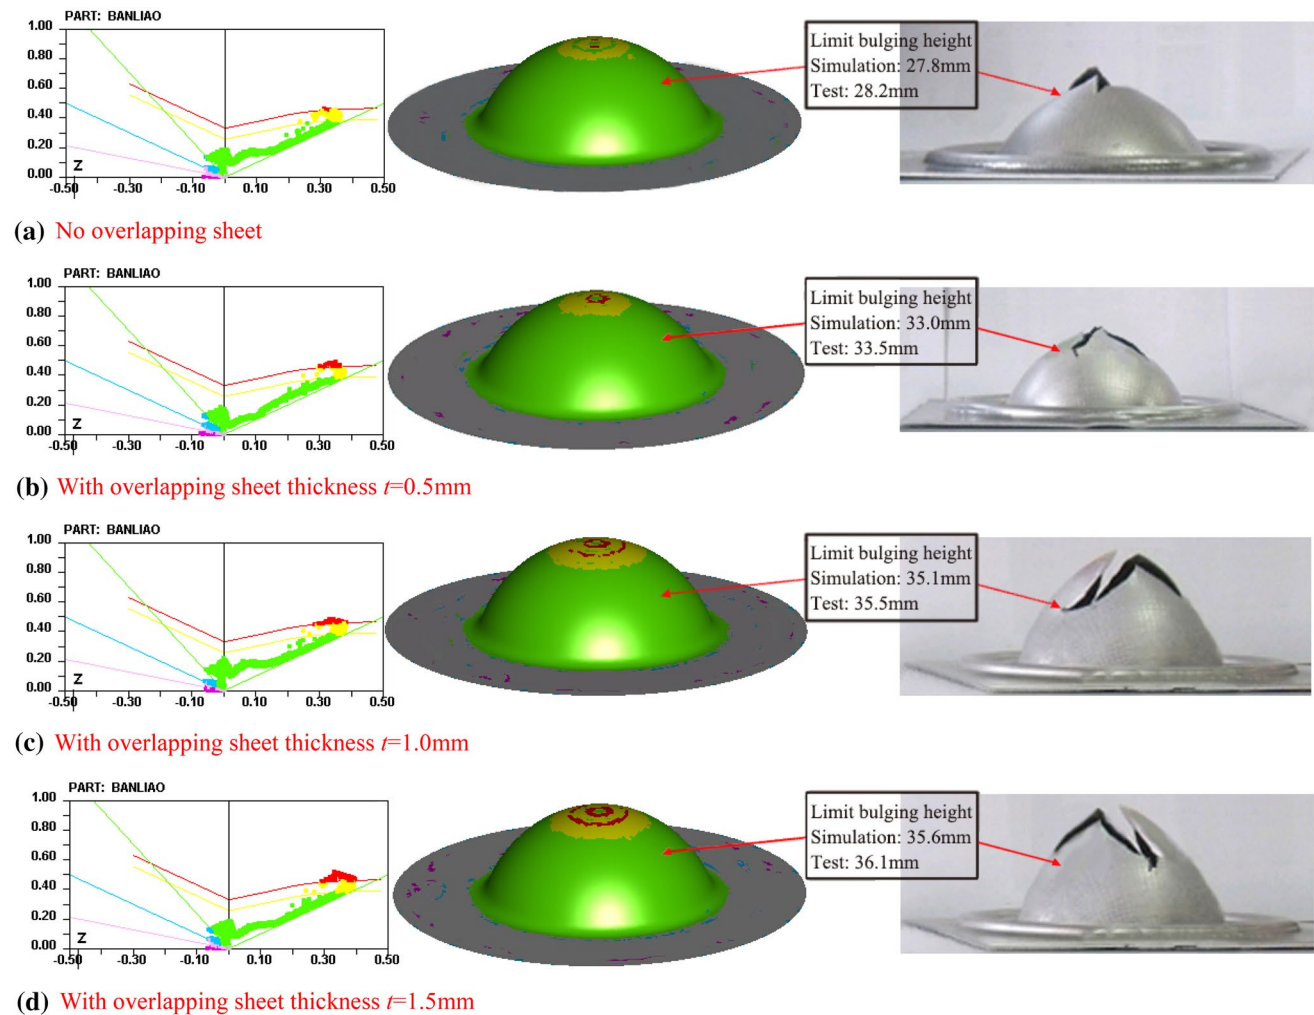 PART: BANLIAO
1.00
0.80
0.60
0.40
0.20
0.00
Z
-0.50 -0.30 -0.10 0.10 0.30 0.50
Limit bulging height
Simulation: 27.8mm
Test: 28.2mm
(a) No overlapping sheet
PART: BANLIAO
1.00
0.80
0.60
0.40
0.20
0.00
Z
-0.50 -0.30 -0.10 0.10 0.30 0.50
Limit bulging height
Simulation: 33.0mm
Test: 33.5mm
(b) With overlapping sheet thickness t=0.5mm
PART: BANLIAO
1.00
0.80
0.60
0.40
0.20
0.00
Z
-0.50 -0.30 -0.10 0.10 0.30 0.50
Limit bulging height
Simulation: 35.1mm
Test: 35.5mm
(c) With overlapping sheet thickness t=1.0mm
PART: BANLIAO
1.00
0.80
0.60
0.40
0.20
0.00
Z
-0.50 -0.30 -0.10 0.10 0.30 0.50
Limit bulging height
Simulation: 35.6mm
Test: 36.1mm
(d) With overlapping sheet thickness t=1.5mm